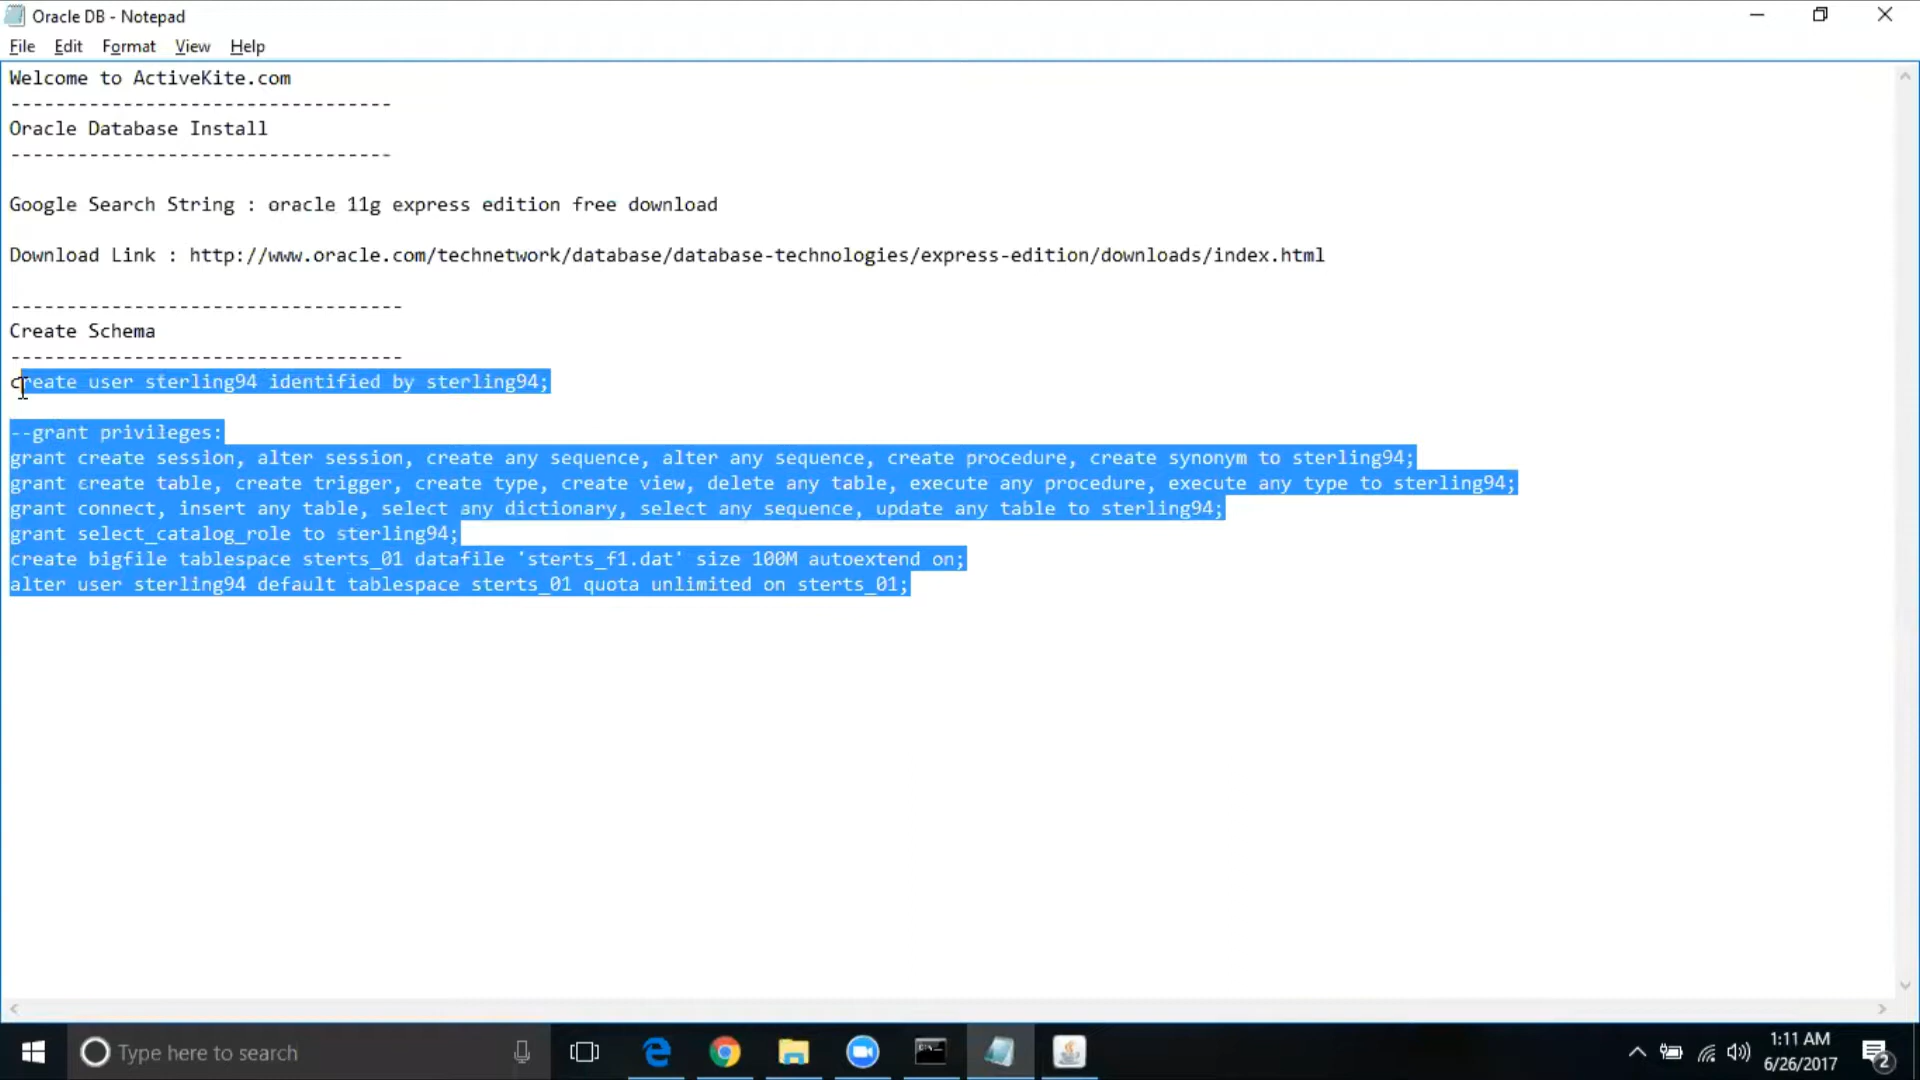 Oracle DB - Notepad
File Edit Format View Help
Welcome to ActiveKite.com
----------------------------------
Oracle Database Install
----------------------------------
Google Search String : oracle 11g express edition free download
Download Link : http://www.oracle.com/technetwork/database/database-technologies/express-edition/downloads/index.html
-----------------------------------
Create Schema
-----------------------------------
create user sterling94 identified by sterling94;
--grant privileges:
grant create session, alter session, create any sequence, alter any sequence, create procedure, create synonym to sterling94;
grant create table, create trigger, create type, create view, delete any table, execute any procedure, execute any type to sterling94;
grant connect, insert any table, select any dictionary, select any sequence, update any table to sterling94;
grant select_catalog_role to sterling94;
create bigfile tablespace sterts_01 datafile 'sterts_f1.dat' size 100M autoextend on;
alter user sterling94 default tablespace sterts_01 quota unlimited on sterts_01;
Type here to search
1:11 AM
6/26/2017
2